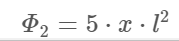 Φ₂ = 5 · x · l²